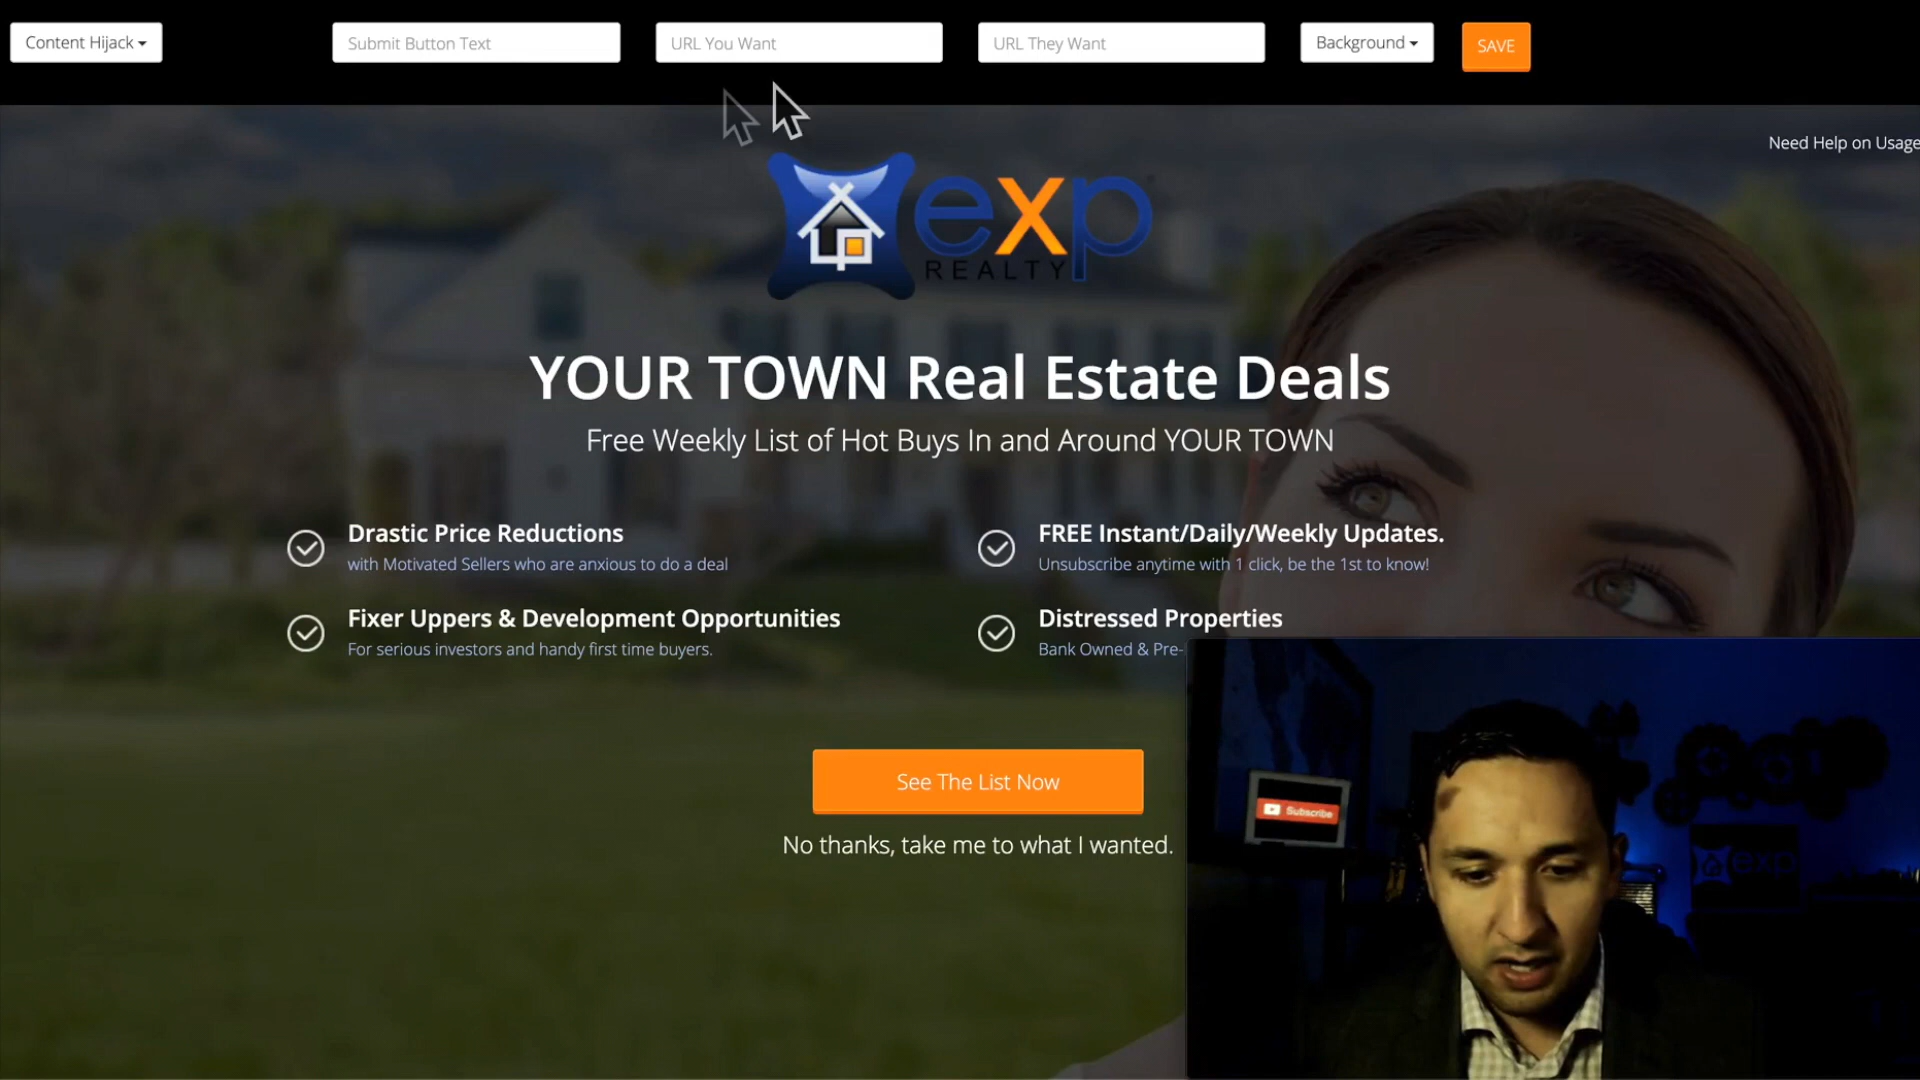 Content Hijack
Submit Button Text
URL You Want
URL They Want
Background
SAVE
Need Help on Usage
exp
REALTY
YOUR TOWN Real Estate Deals
Free Weekly List of Hot Buys In and Around YOUR TOWN
Drastic Price Reductions
with Motivated Sellers who are anxious to do a deal
FREE Instant/Daily/Weekly Updates.
Unsubscribe anytime with 1 click, be the 1st to know!
Fixer Uppers & Development Opportunities
For serious investors and handy first time buyers.
Distressed Properties
Bank Owned & Pre-
See The List Now
No thanks, take me to what I wanted.
Subscribe
exp